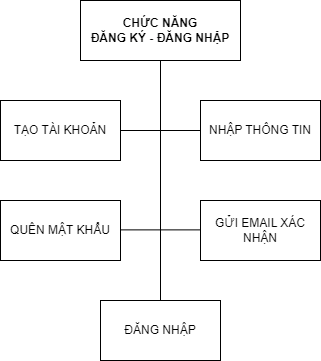 CHỨC NĂNG
ĐĂNG KÝ - ĐĂNG NHẬP
TẠO TÀI KHOẢN
NHẬP THÔNG TIN
QUÊN MẬT KHẨU
GỬI EMAIL XÁC
NHẬN
ĐĂNG NHẬP